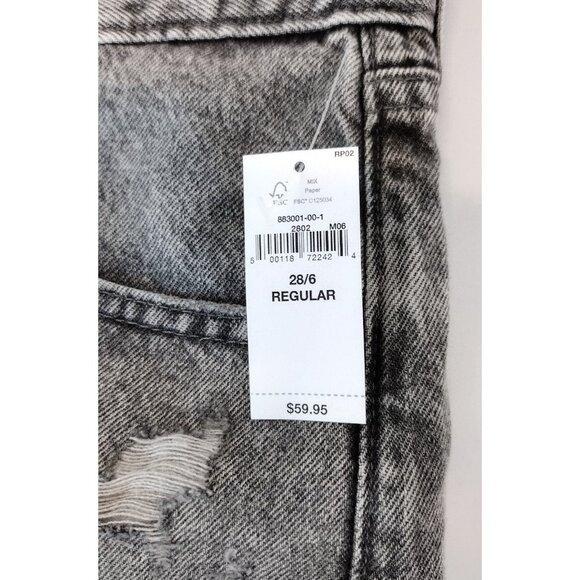 RP02
MIX
Paper
FSC
FSC® C125034
883001-00-1
2802 M06
5 00118 72242 4
28/6
REGULAR
$59.95